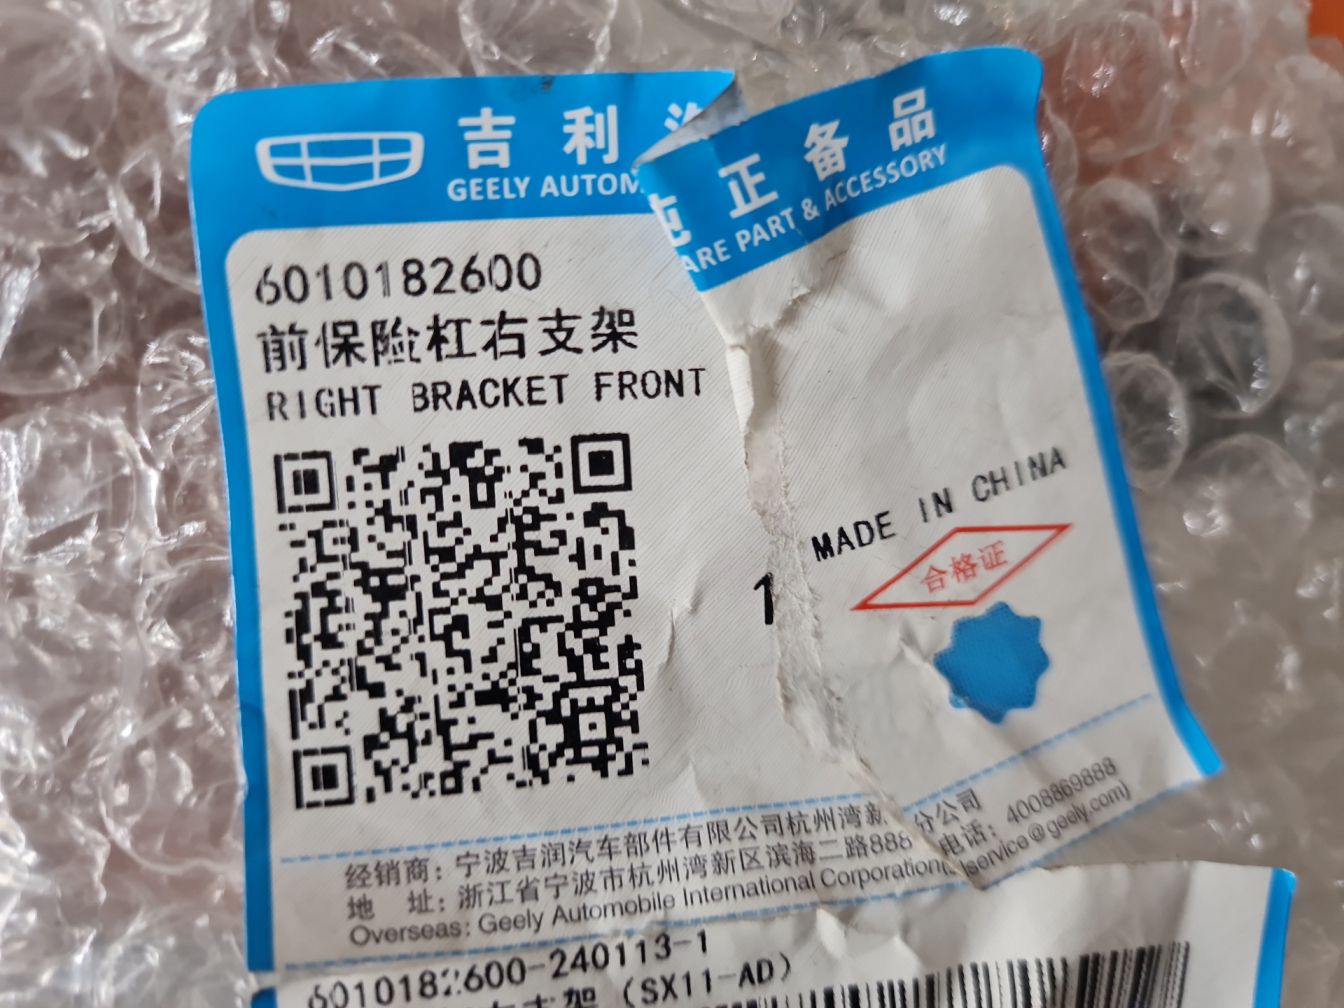 吉利
GEELY AUTOM
正备品
ARE PART & ACCESSORY
6010182600
前保险杠右支架
RIGHT BRACKET FRONT
MADE IN CHINA
1
合格证
经销商：宁波吉润汽车部件有限公司杭州湾新 分公司
地 址：浙江省宁波市杭州湾新区滨海二路888 电话：4008869888
Overseas: Geely Automobile International Corporation( service@geely.com)
6010182600-240113-1
右支架（SX11-AD）